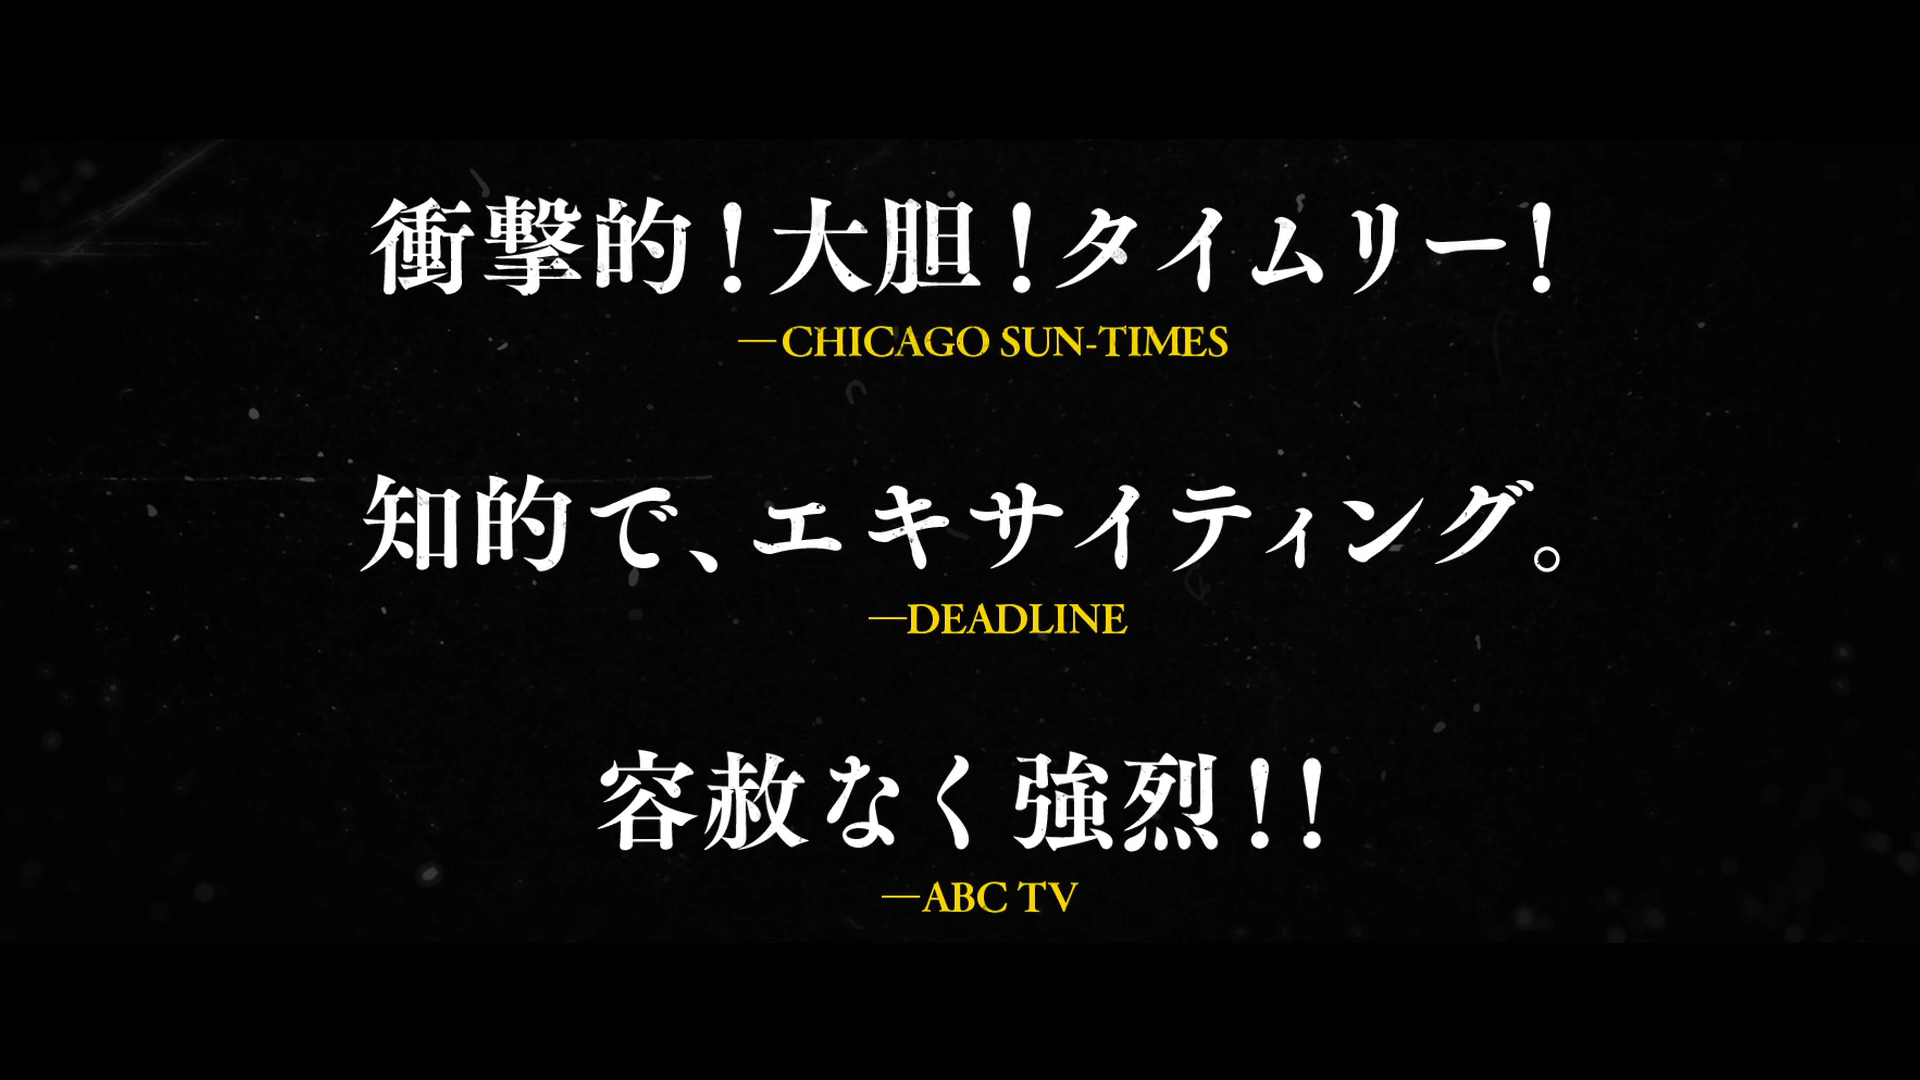 衝撃的！大胆！タイムリー！
—CHICAGO SUN-TIMES
知的で、エキサイティング。
—DEADLINE
容赦なく強烈！！
—ABC TV